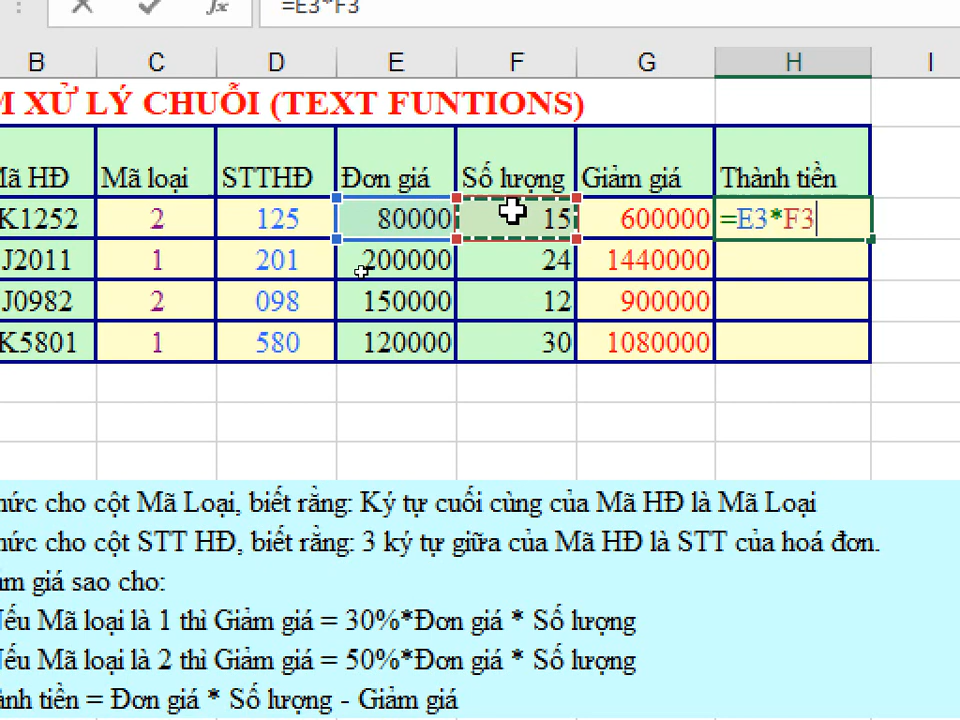 =E3*F3
B C D E F G H I
M XỬ LÝ CHUỖI (TEXT FUNTIONS)
Mã HĐ Mã loại STTHĐ Đơn giá Số lượng Giảm giá Thành tiền
K1252 2 125 80000 15 600000 =E3*F3
J2011 1 201 200000 24 1440000
J0982 2 098 150000 12 900000
K5801 1 580 120000 30 1080000
hức cho cột Mã Loại, biết rằng: Ký tự cuối cùng của Mã HĐ là Mã Loại
hức cho cột STT HĐ, biết rằng: 3 ký tự giữa của Mã HĐ là STT của hoá đơn.
ảm giá sao cho:
Nếu Mã loại là 1 thì Giảm giá = 30%*Đơn giá * Số lượng
Nếu Mã loại là 2 thì Giảm giá = 50%*Đơn giá * Số lượng
ành tiền = Đơn giá * Số lượng - Giảm giá